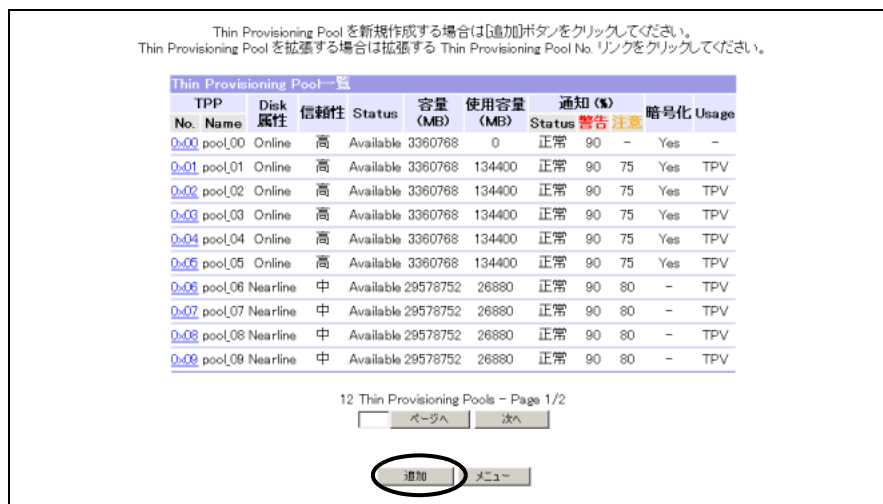 Thin Provisioning Pool を新規作成する場合は[追加]ボタンをクリックしてください。
Thin Provisioning Pool を拡張する場合は拡張する Thin Provisioning Pool No. リンクをクリックしてください。
Thin Provisioning Pool一覧
TPP Disk属性 信頼性 Status 容量(MB) 使用容量(MB) 通知 (%) 暗号化 Usage
No. Name Status 警告 注意
0x00 pool_00 Online 高 Available 3360768 0 正常 90 - Yes -
0x01 pool_01 Online 高 Available 3360768 134400 正常 90 75 Yes TPV
0x02 pool_02 Online 高 Available 3360768 134400 正常 90 75 Yes TPV
0x03 pool_03 Online 高 Available 3360768 134400 正常 90 75 Yes TPV
0x04 pool_04 Online 高 Available 3360768 134400 正常 90 75 Yes TPV
0x05 pool_05 Online 高 Available 3360768 134400 正常 90 75 Yes TPV
0x06 pool_06 Nearline 中 Available 29578752 26880 正常 90 80 - TPV
0x07 pool_07 Nearline 中 Available 29578752 26880 正常 90 80 - TPV
0x08 pool_08 Nearline 中 Available 29578752 26880 正常 90 80 - TPV
0x09 pool_09 Nearline 中 Available 29578752 26880 正常 90 80 - TPV
12 Thin Provisioning Pools - Page 1/2
ページへ 次へ
追加 メニュー